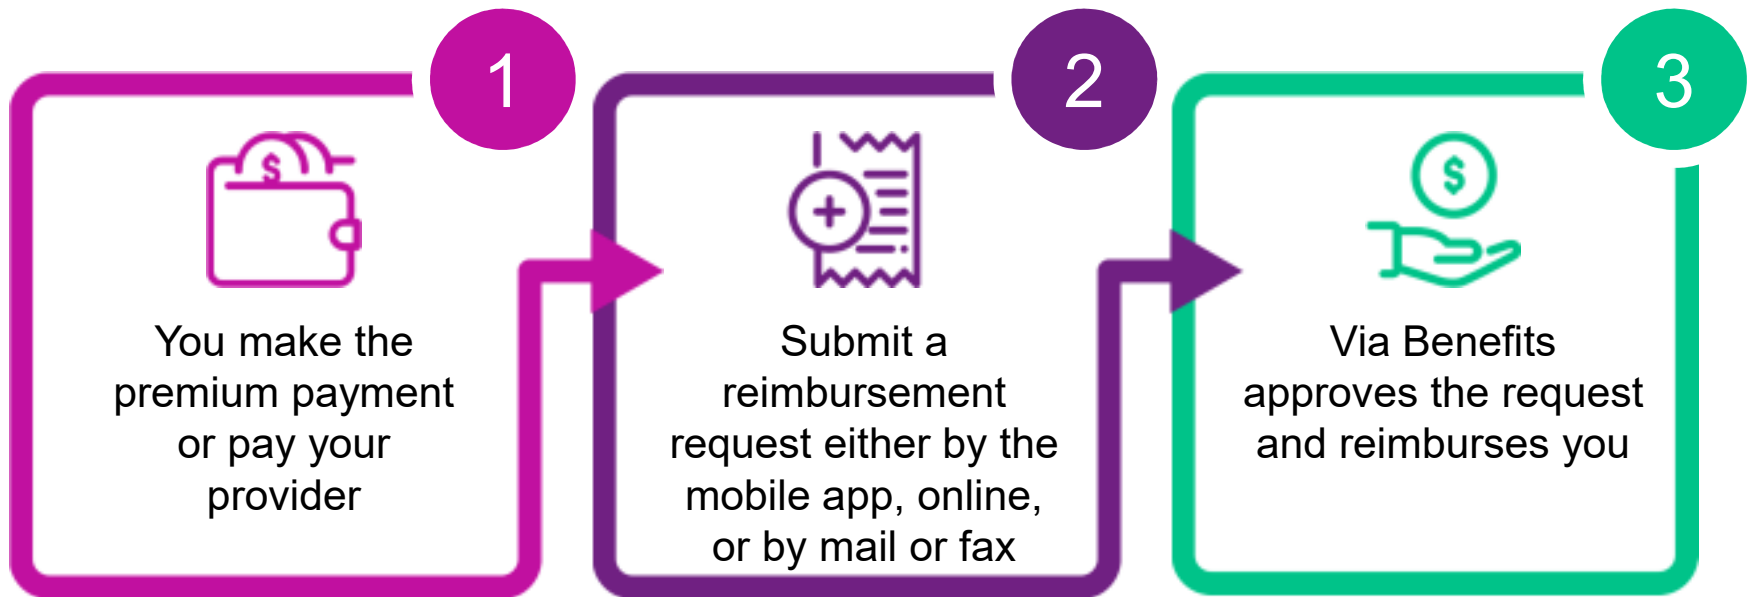 1
$
You make the
premium payment
or pay your
provider
2
Submit a
reimbursement
request either by the
mobile app, online,
or by mail or fax
3
$
Via Benefits
approves the request
and reimburses you